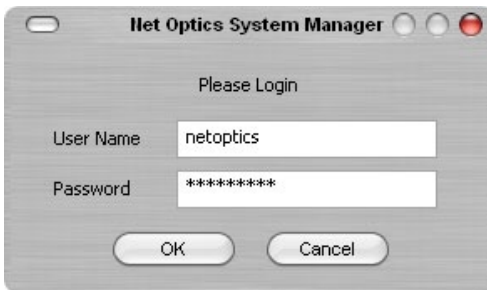 Net Optics System Manager
Please Login
User Name netoptics
Password *********
OK Cancel